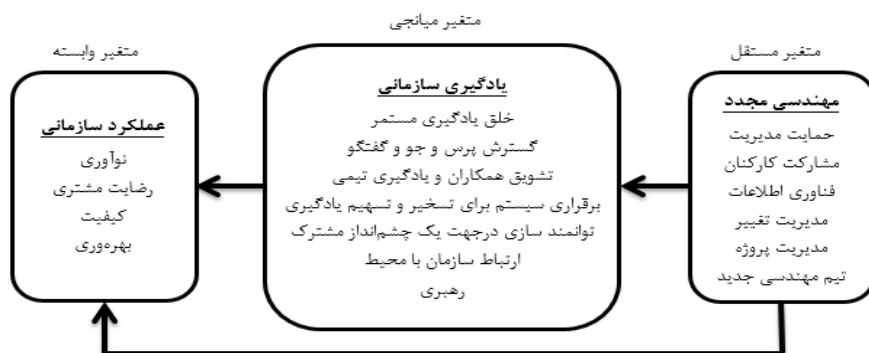 متغیر مستقل
مهندسی مجدد
حمایت مدیریت
مشارکت کارکنان
فناوری اطلاعات
مدیریت تغییر
مدیریت پروژه
تیم مهندسی جدید
متغیر میانجی
یادگیری سازمانی
خلق یادگیری مستمر
گسترش پرس و جو و گفتگو
تشویق همکاران و یادگیری تیمی
برقراری سیستم برای تسخیر و تسهیم یادگیری
توانمند سازی درجهت یک چشم‌انداز مشترک
ارتباط سازمان با محیط
رهبری
متغیر وابسته
عملکرد سازمانی
نوآوری
رضایت مشتری
کیفیت
بهره‌وری